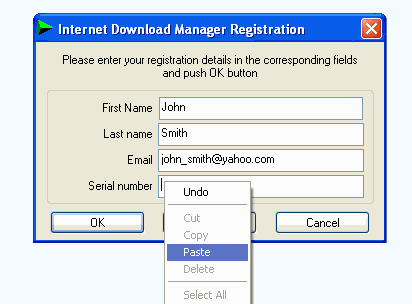 Internet Download Manager Registration
Please enter your registration details in the corresponding fields
and push OK button
First Name John
Last name Smith
Email john_smith@yahoo.com
Serial number
Undo
Cut
Copy
Paste
Delete
Select All
OK
Cancel